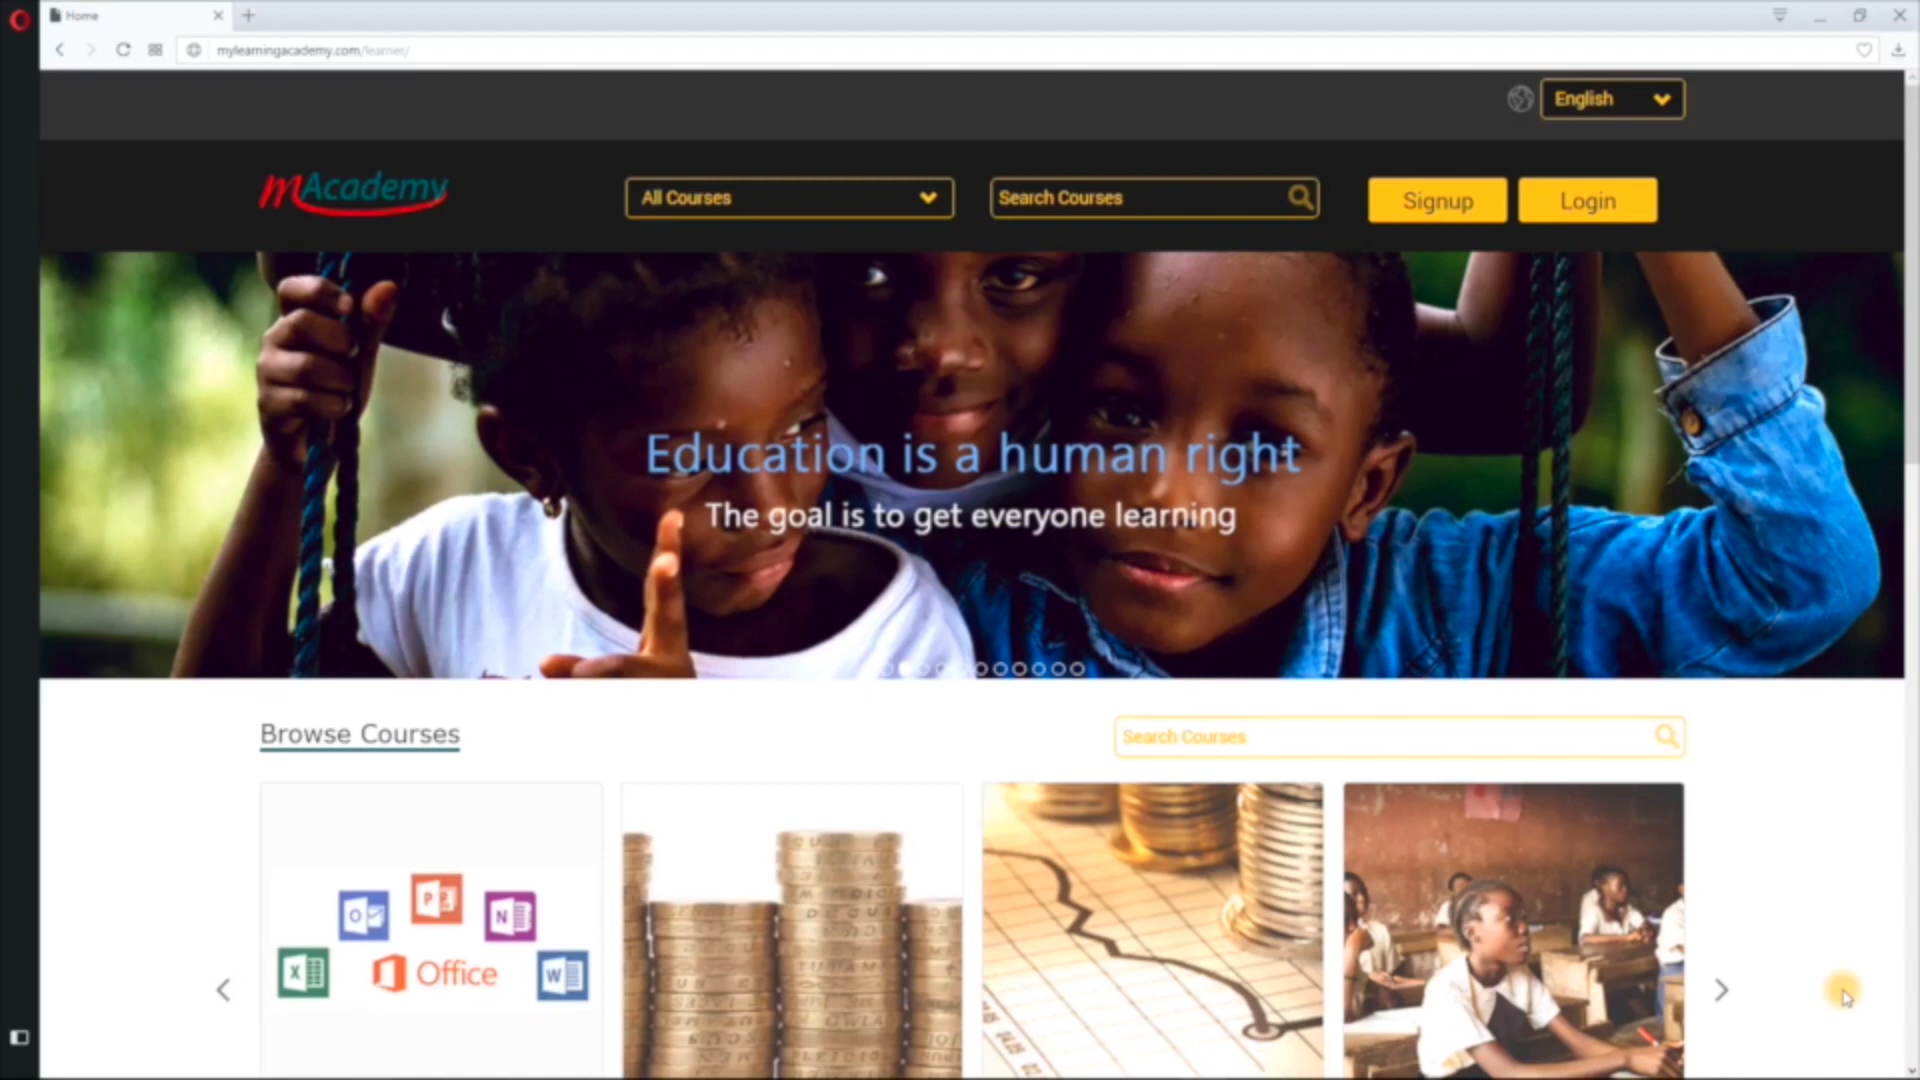 Home
mylearningacademy.com/learner/
English
mAcademy
All Courses
Search Courses
Signup
Login
Education is a human right
The goal is to get everyone learning
Browse Courses
Search Courses
O
P
N
X
Office
W